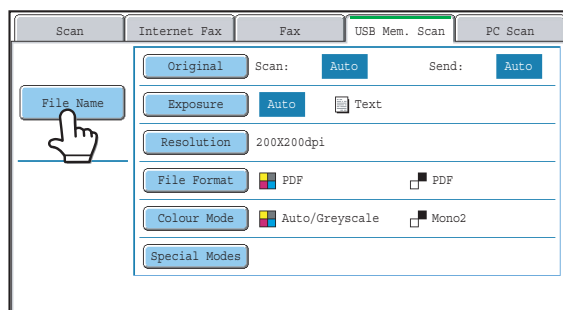 Scan Internet Fax Fax USB Mem. Scan PC Scan
Original Scan: Auto Send: Auto
File Name Exposure Auto Text
Resolution 200X200dpi
File Format PDF PDF
Colour Mode Auto/Greyscale Mono2
Special Modes